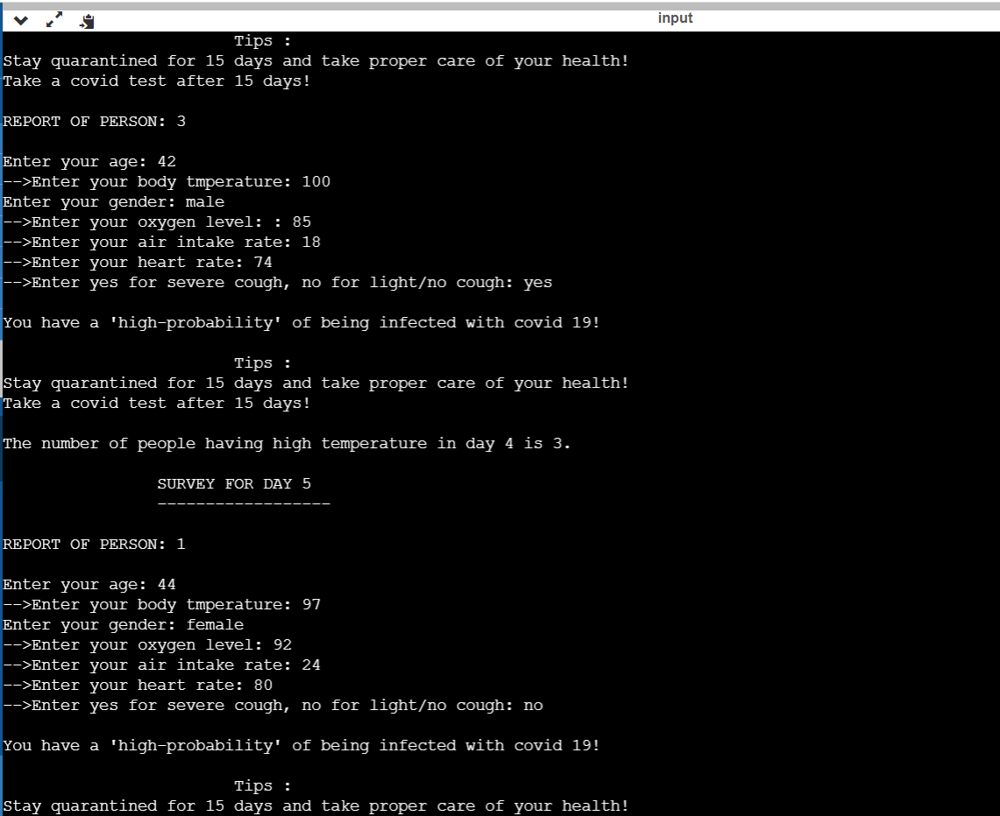 input
Tips :
Stay quarantined for 15 days and take proper care of your health!
Take a covid test after 15 days!
REPORT OF PERSON: 3
Enter your age: 42
-->Enter your body tmperature: 100
Enter your gender: male
-->Enter your oxygen level: : 85
-->Enter your air intake rate: 18
-->Enter your heart rate: 74
-->Enter yes for severe cough, no for light/no cough: yes
You have a 'high-probability' of being infected with covid 19!
Tips :
Stay quarantined for 15 days and take proper care of your health!
Take a covid test after 15 days!
The number of people having high temperature in day 4 is 3.
SURVEY FOR DAY 5
------------------
REPORT OF PERSON: 1
Enter your age: 44
-->Enter your body tmperature: 97
Enter your gender: female
-->Enter your oxygen level: 92
-->Enter your air intake rate: 24
-->Enter your heart rate: 80
-->Enter yes for severe cough, no for light/no cough: no
You have a 'high-probability' of being infected with covid 19!
Tips :
Stay quarantined for 15 days and take proper care of your health!